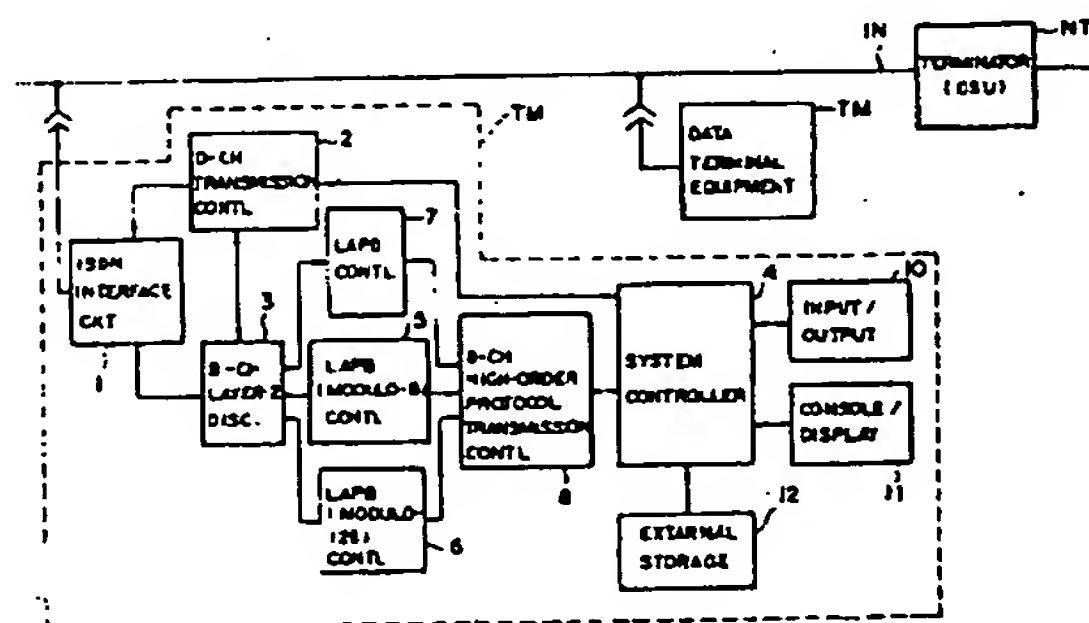 IN
NT
TERMINATOR
(DSU)
TM
DATA
TERMINAL
EQUIPMENT
TM
2
D-CH
TRANSMISSION
CONTL
7
LAPD
CONTL
ISDN
INTERFACE
CKT
1
3
B-CH
LAYER-2
DISC.
5
LAPB
(MODULO-8)
CONTL
LAPB
(MODULO-
128)
CONTL
6
B-CH
HIGH-ORDER
PROTOCOL
TRANSMISSION
CONTL
8
4
SYSTEM
CONTROLLER
10
INPUT /
OUTPUT
CONSOLE /
DISPLAY
11
12
EXTARNAL
STORAGE